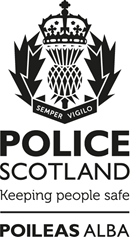 SEMPER VIGILO
POLICE
SCOTLAND
Keeping people safe
POILEAS ALBA